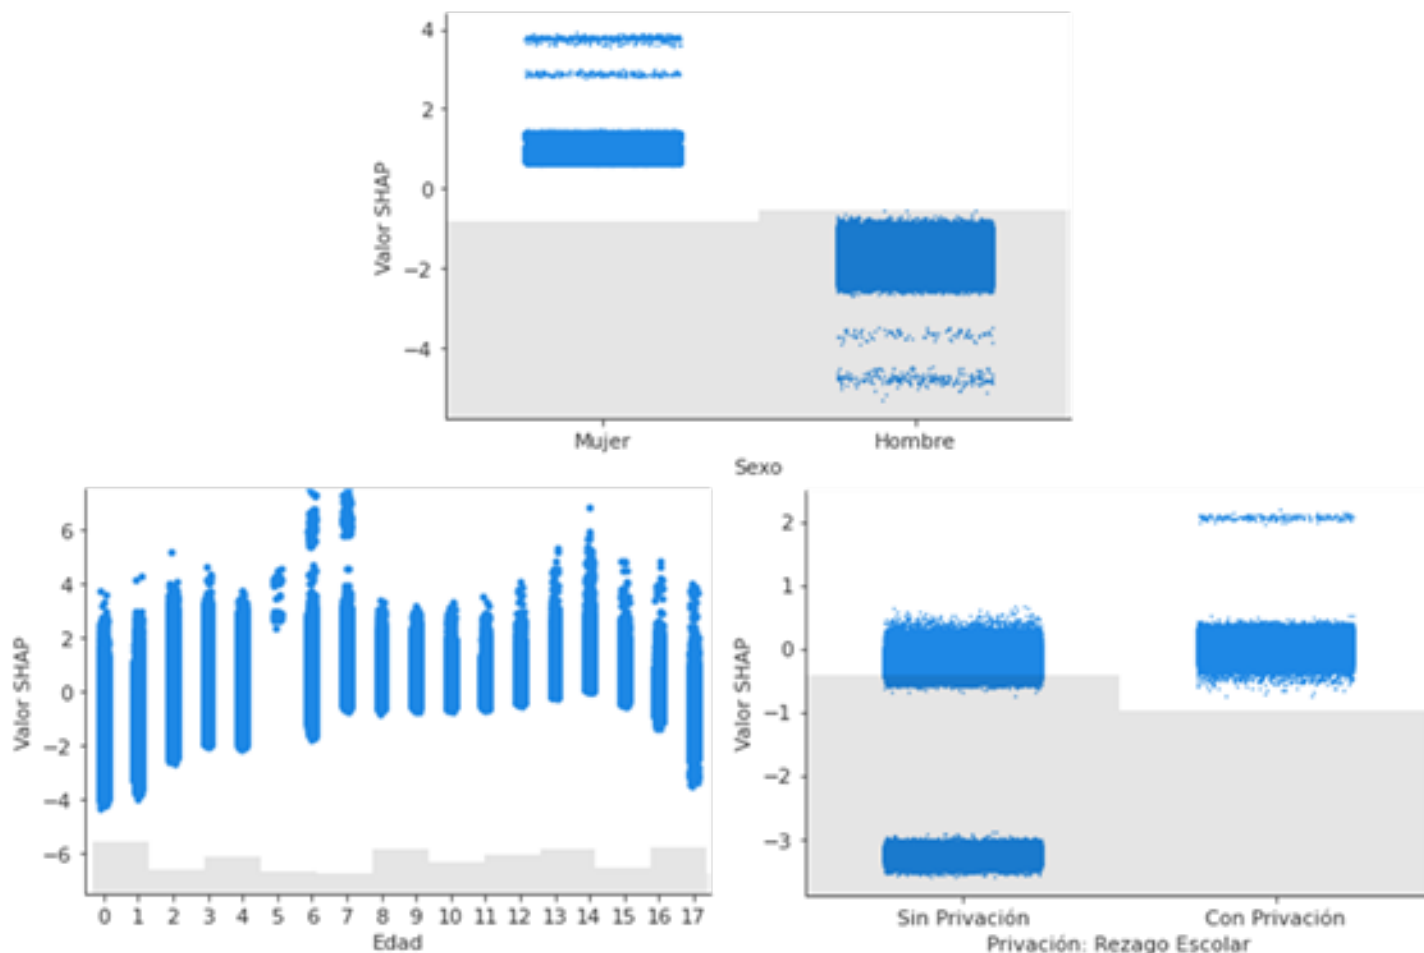 4
2
0
−2
−4
Valor SHAP
Mujer Hombre
Sexo
6
4
2
0
−2
−4
−6
Valor SHAP
0 1 2 3 4 5 6 7 8 9 10 11 12 13 14 15 16 17
Edad
2
1
0
−1
−2
−3
Valor SHAP
Sin Privación Con Privación
Privación: Rezago Escolar